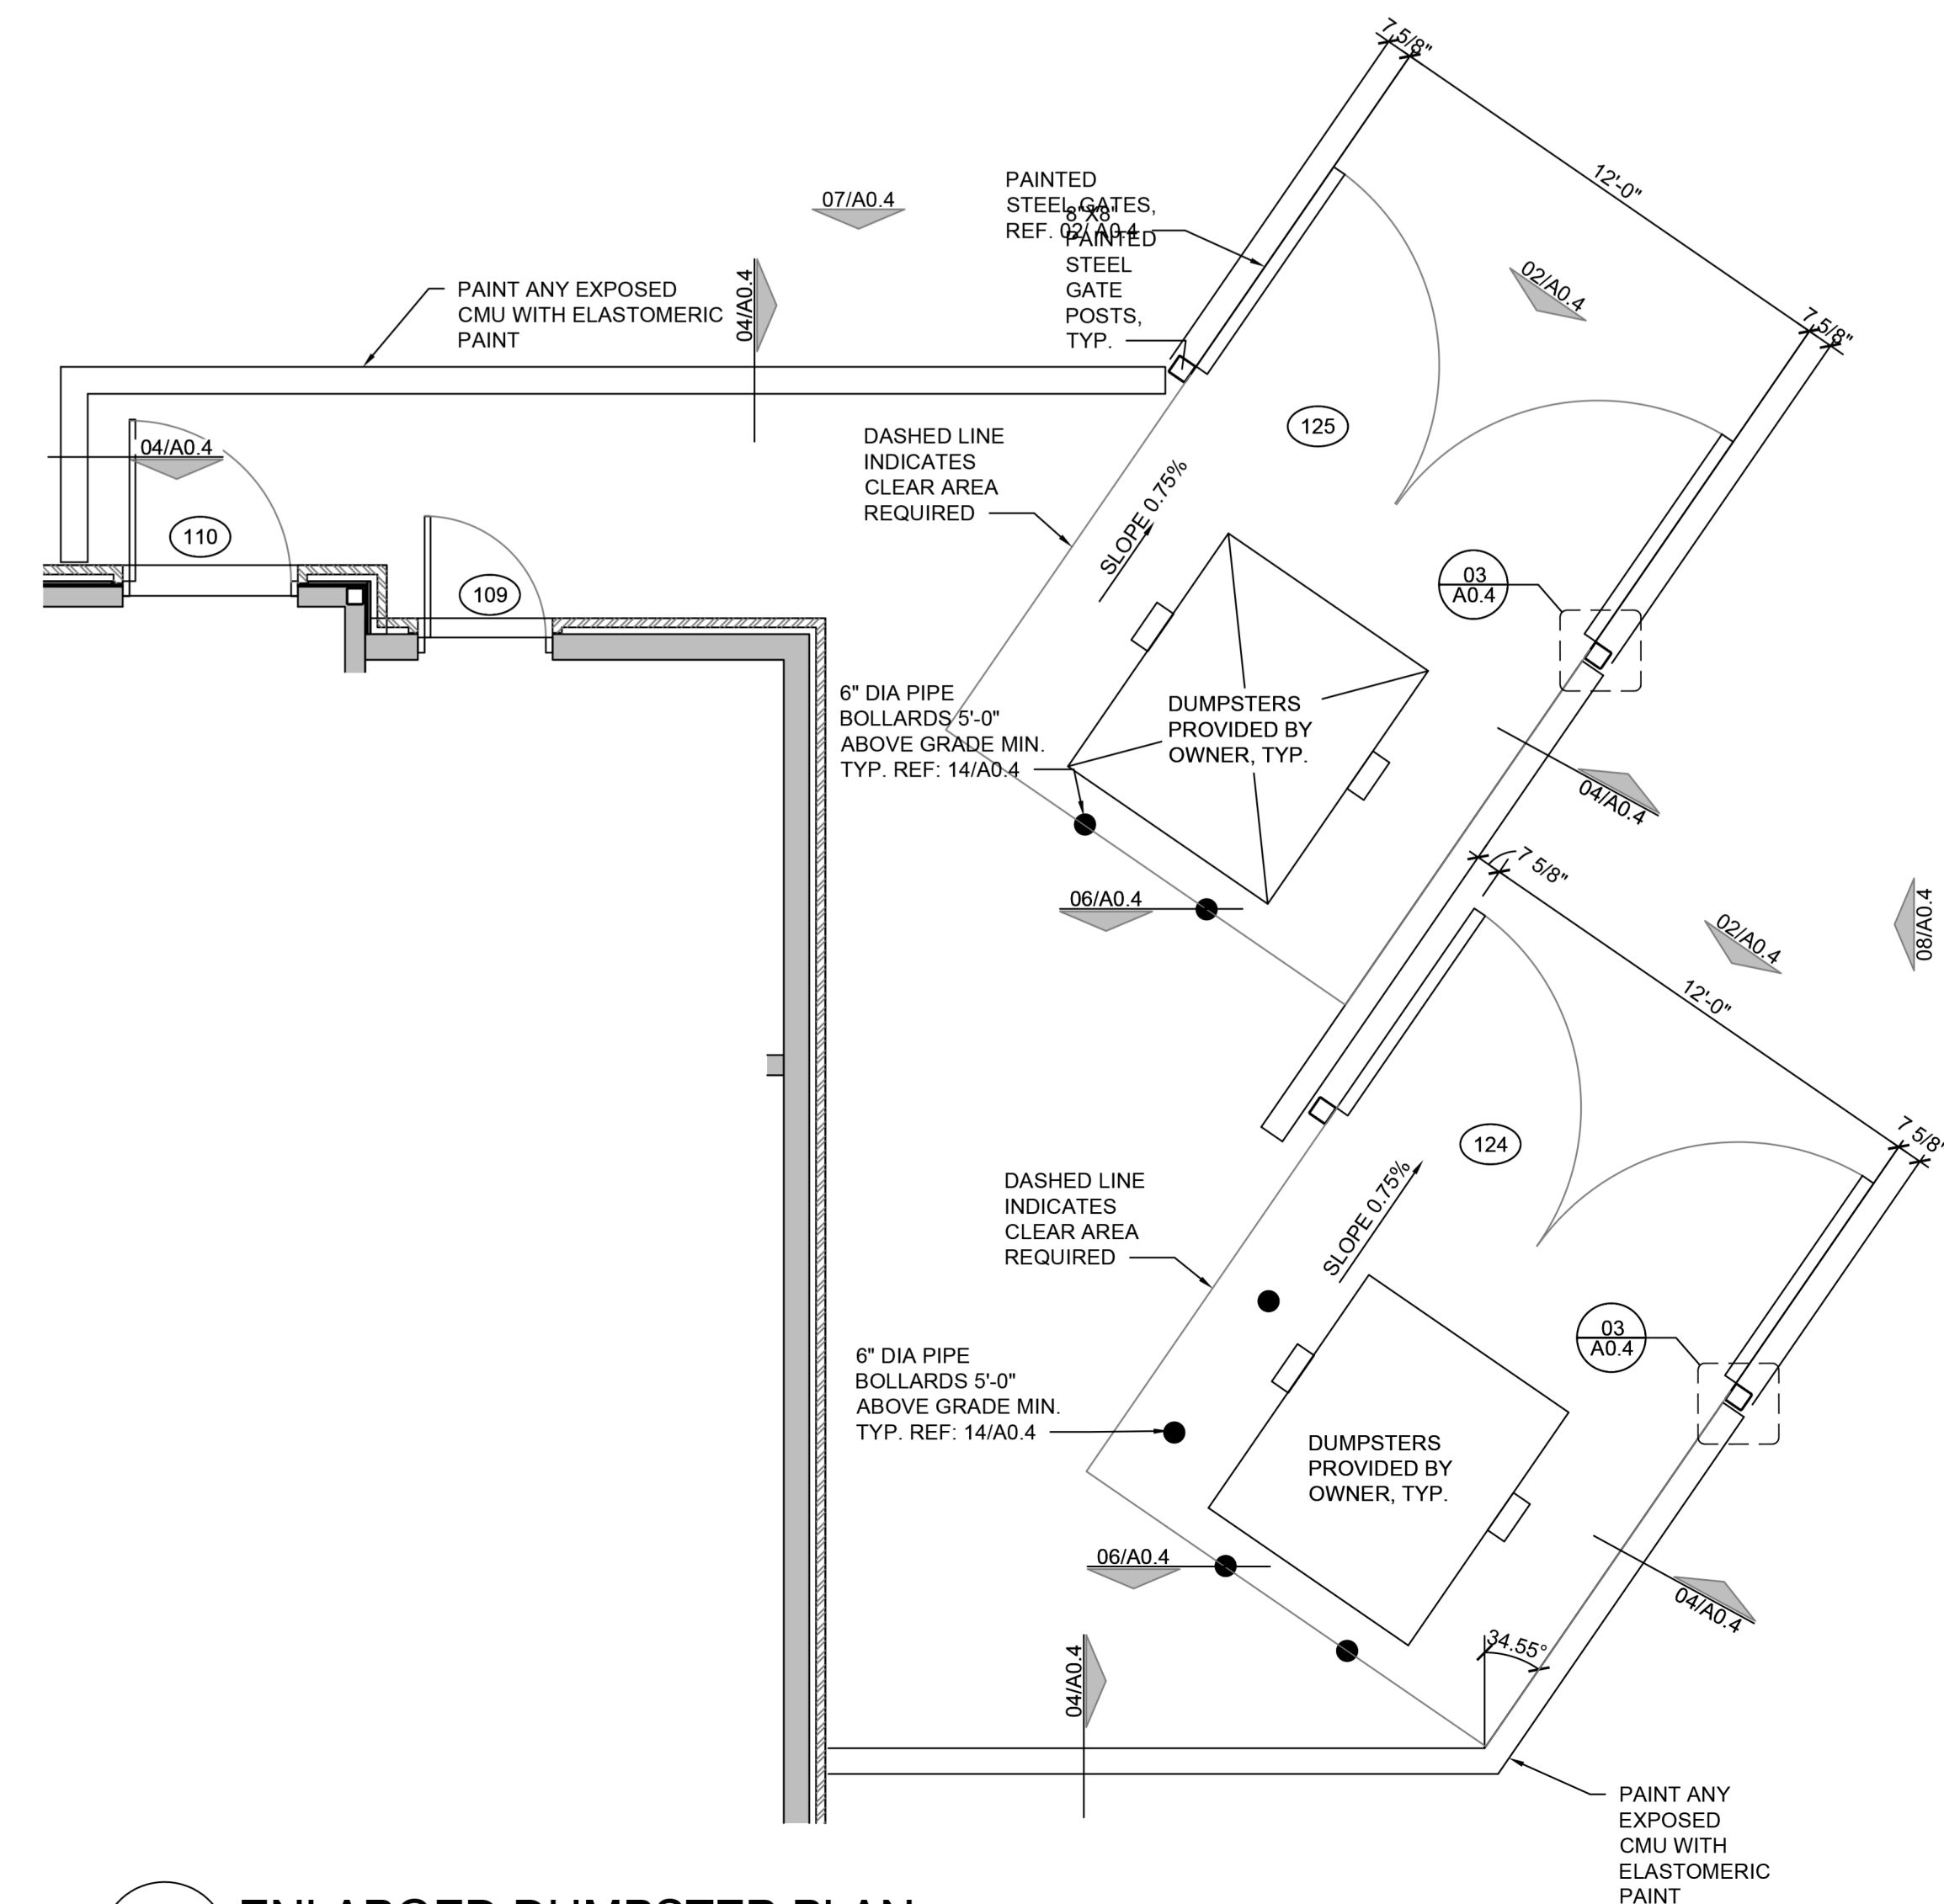 7 5/8"
12'-0"
7 5/8"
07/A0.4
PAINTED
STEEL GATES,
REF. 02/ A0.4
8"X8"
PAINTED
STEEL
GATE
POSTS,
TYP.
02/A0.4
PAINT ANY EXPOSED
CMU WITH ELASTOMERIC
PAINT
04/A0.4
04/A0.4
125
DASHED LINE
INDICATES
CLEAR AREA
REQUIRED
SLOPE 0.75%
110
109
03
A0.4
6" DIA PIPE
BOLLARDS 5'-0"
ABOVE GRADE MIN.
TYP. REF: 14/A0.4
DUMPSTERS
PROVIDED BY
OWNER, TYP.
04/A0.4
7 5/8"
06/A0.4
02/A0.4
08/A0.4
12'-0"
7 5/8"
124
DASHED LINE
INDICATES
CLEAR AREA
REQUIRED
SLOPE 0.75%
03
A0.4
6" DIA PIPE
BOLLARDS 5'-0"
ABOVE GRADE MIN.
TYP. REF: 14/A0.4
DUMPSTERS
PROVIDED BY
OWNER, TYP.
06/A0.4
04/A0.4
34.55°
04/A0.4
PAINT ANY
EXPOSED
CMU WITH
ELASTOMERIC
PAINT
ENLARGED DUMPSTER PLAN